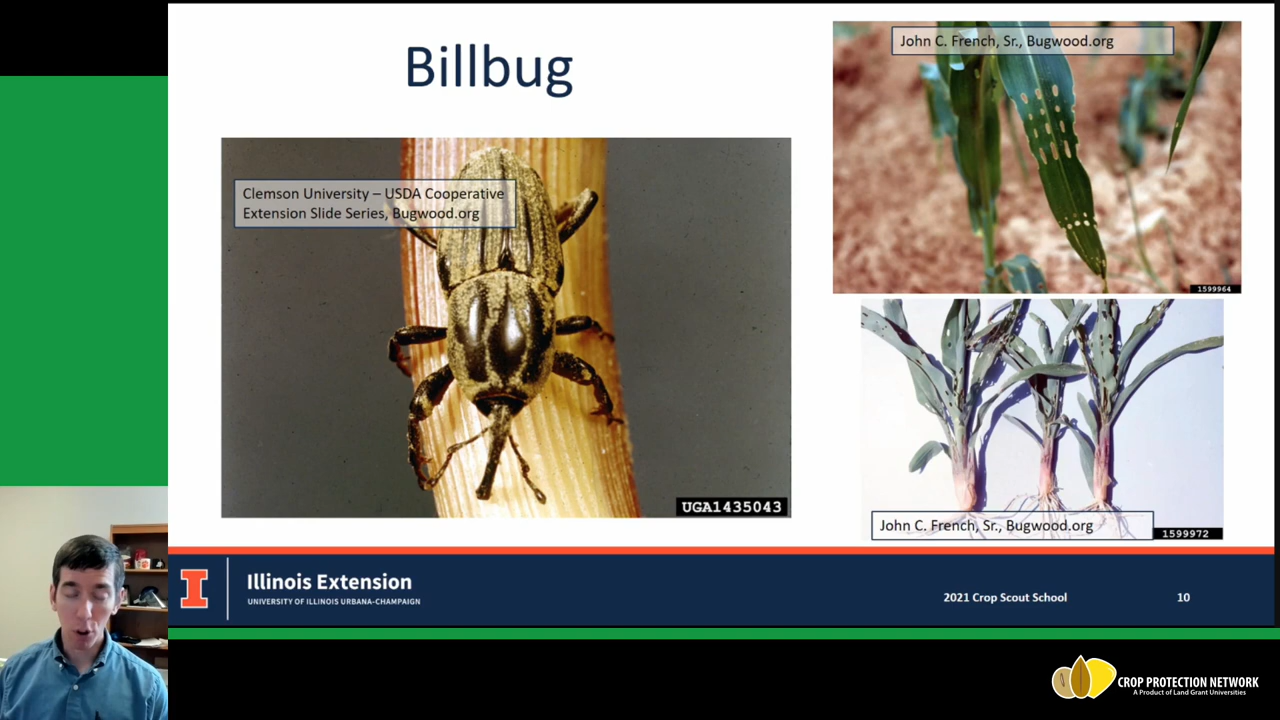 Billbug
Clemson University – USDA Cooperative
Extension Slide Series, Bugwood.org
UGA1435043
John C. French, Sr., Bugwood.org
1599964
John C. French, Sr., Bugwood.org
1599972
I
Illinois Extension
UNIVERSITY OF ILLINOIS URBANA-CHAMPAIGN
2021 Crop Scout School
10
CROP PROTECTION NETWORK
A Product of Land Grant Universities